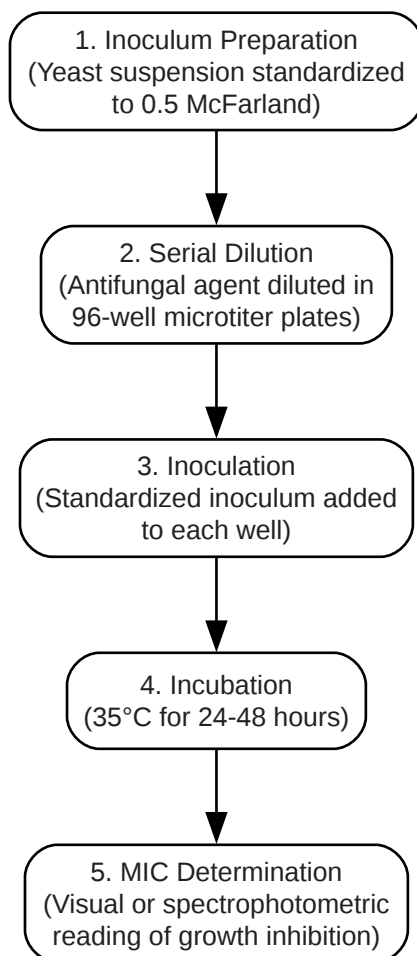 1. Inoculum Preparation
(Yeast suspension standardized
to 0.5 McFarland)
2. Serial Dilution
(Antifungal agent diluted in
96-well microtiter plates)
3. Inoculation
(Standardized inoculum added
to each well)
4. Incubation
(35°C for 24-48 hours)
5. MIC Determination
(Visual or spectrophotometric
reading of growth inhibition)